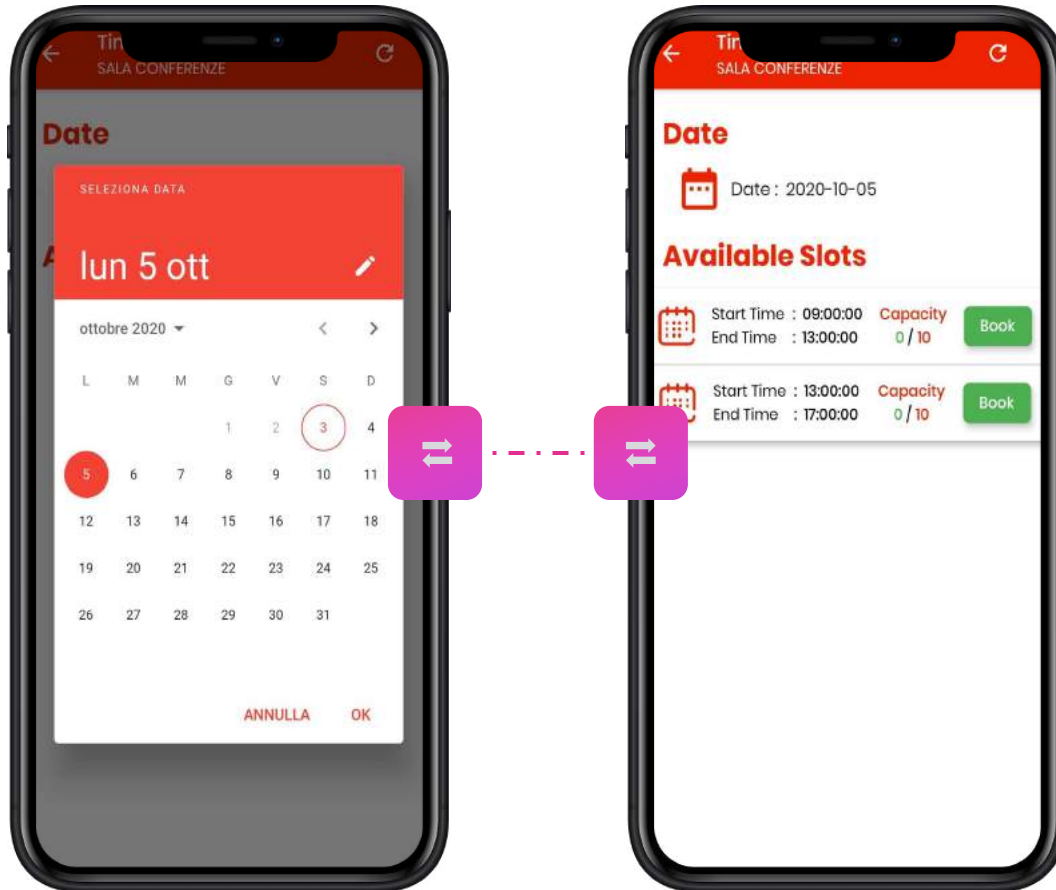 SALA CONFERENZE
Date
SELEZIONA DATA
lun 5 ott
ottobre 2020
L M M G V S D
1 2 3 4
5 6 7 8 9 10 11
12 13 14 15 16 17 18
19 20 21 22 23 24 25
26 27 28 29 30 31
ANNULLA OK
SALA CONFERENZE
Date
Date : 2020-10-05
Available Slots
Start Time : 09:00:00 Capacity Book
End Time : 13:00:00 0 / 10
Start Time : 13:00:00 Capacity Book
End Time : 17:00:00 0 / 10